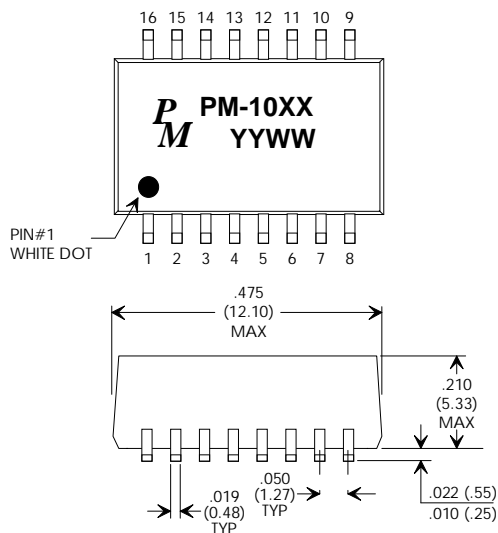 16 15 14 13 12 11 10 9
P
M
PM-10XX
YYWW
PIN#1
WHITE DOT
1 2 3 4 5 6 7 8
.475
(12.10)
MAX
.210
(5.33)
MAX
.019
(0.48)
TYP
.050
(1.27)
TYP
.022 (.55)
.010 (.25)